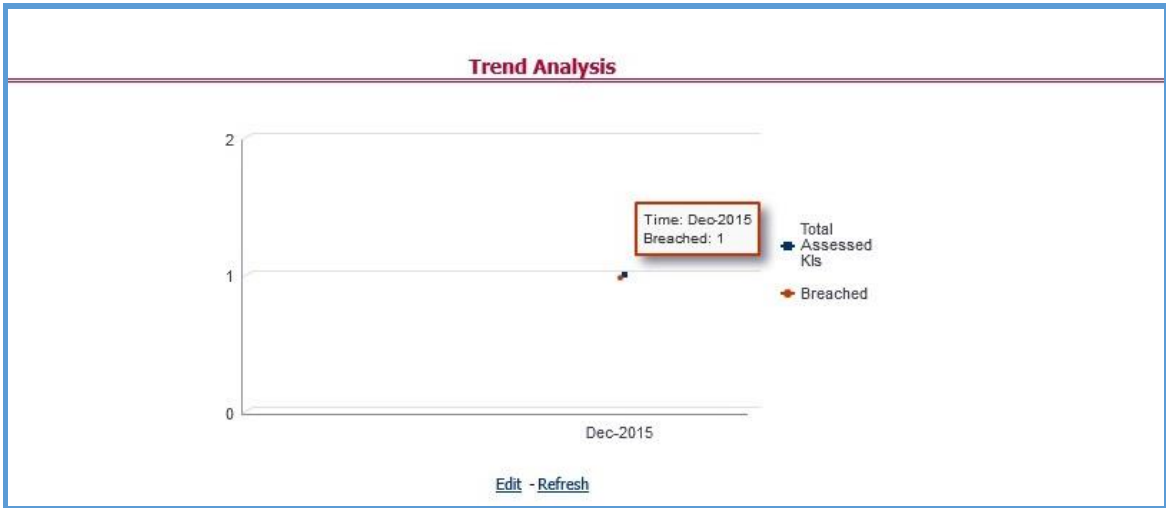 Trend Analysis
2
Time: Dec-2015
Breached: 1
Total
Assessed
KIs
1
Breached
0
Dec-2015
Edit - Refresh